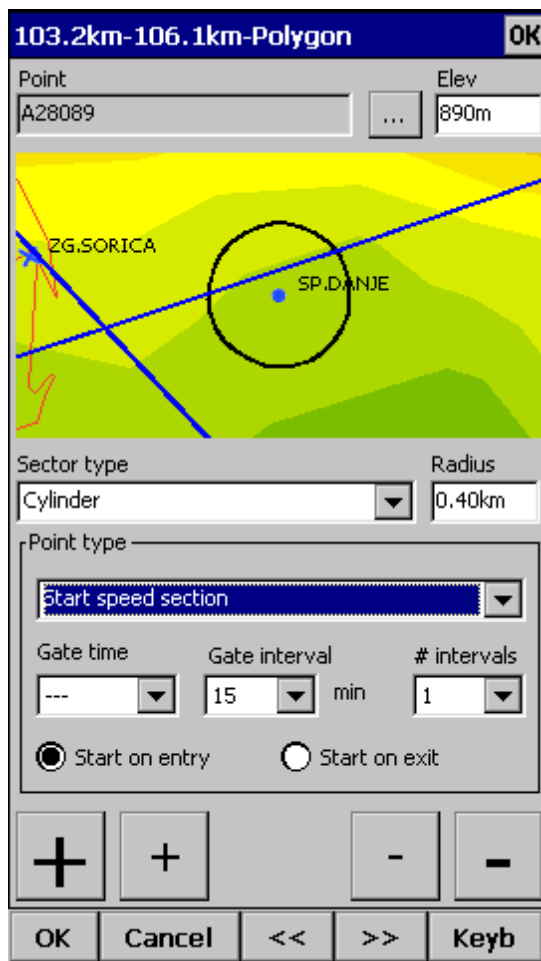 103.2km-106.1km-Polygon OK
Point Elev
A28089 ... 890m
ZG.SORICA
SP.DANJE
Sector type Radius
Cylinder 0.40km
Point type
Start speed section
Gate time Gate interval # intervals
--- 15 min 1
Start on entry Start on exit
+ + - -
OK Cancel << >> Keyb